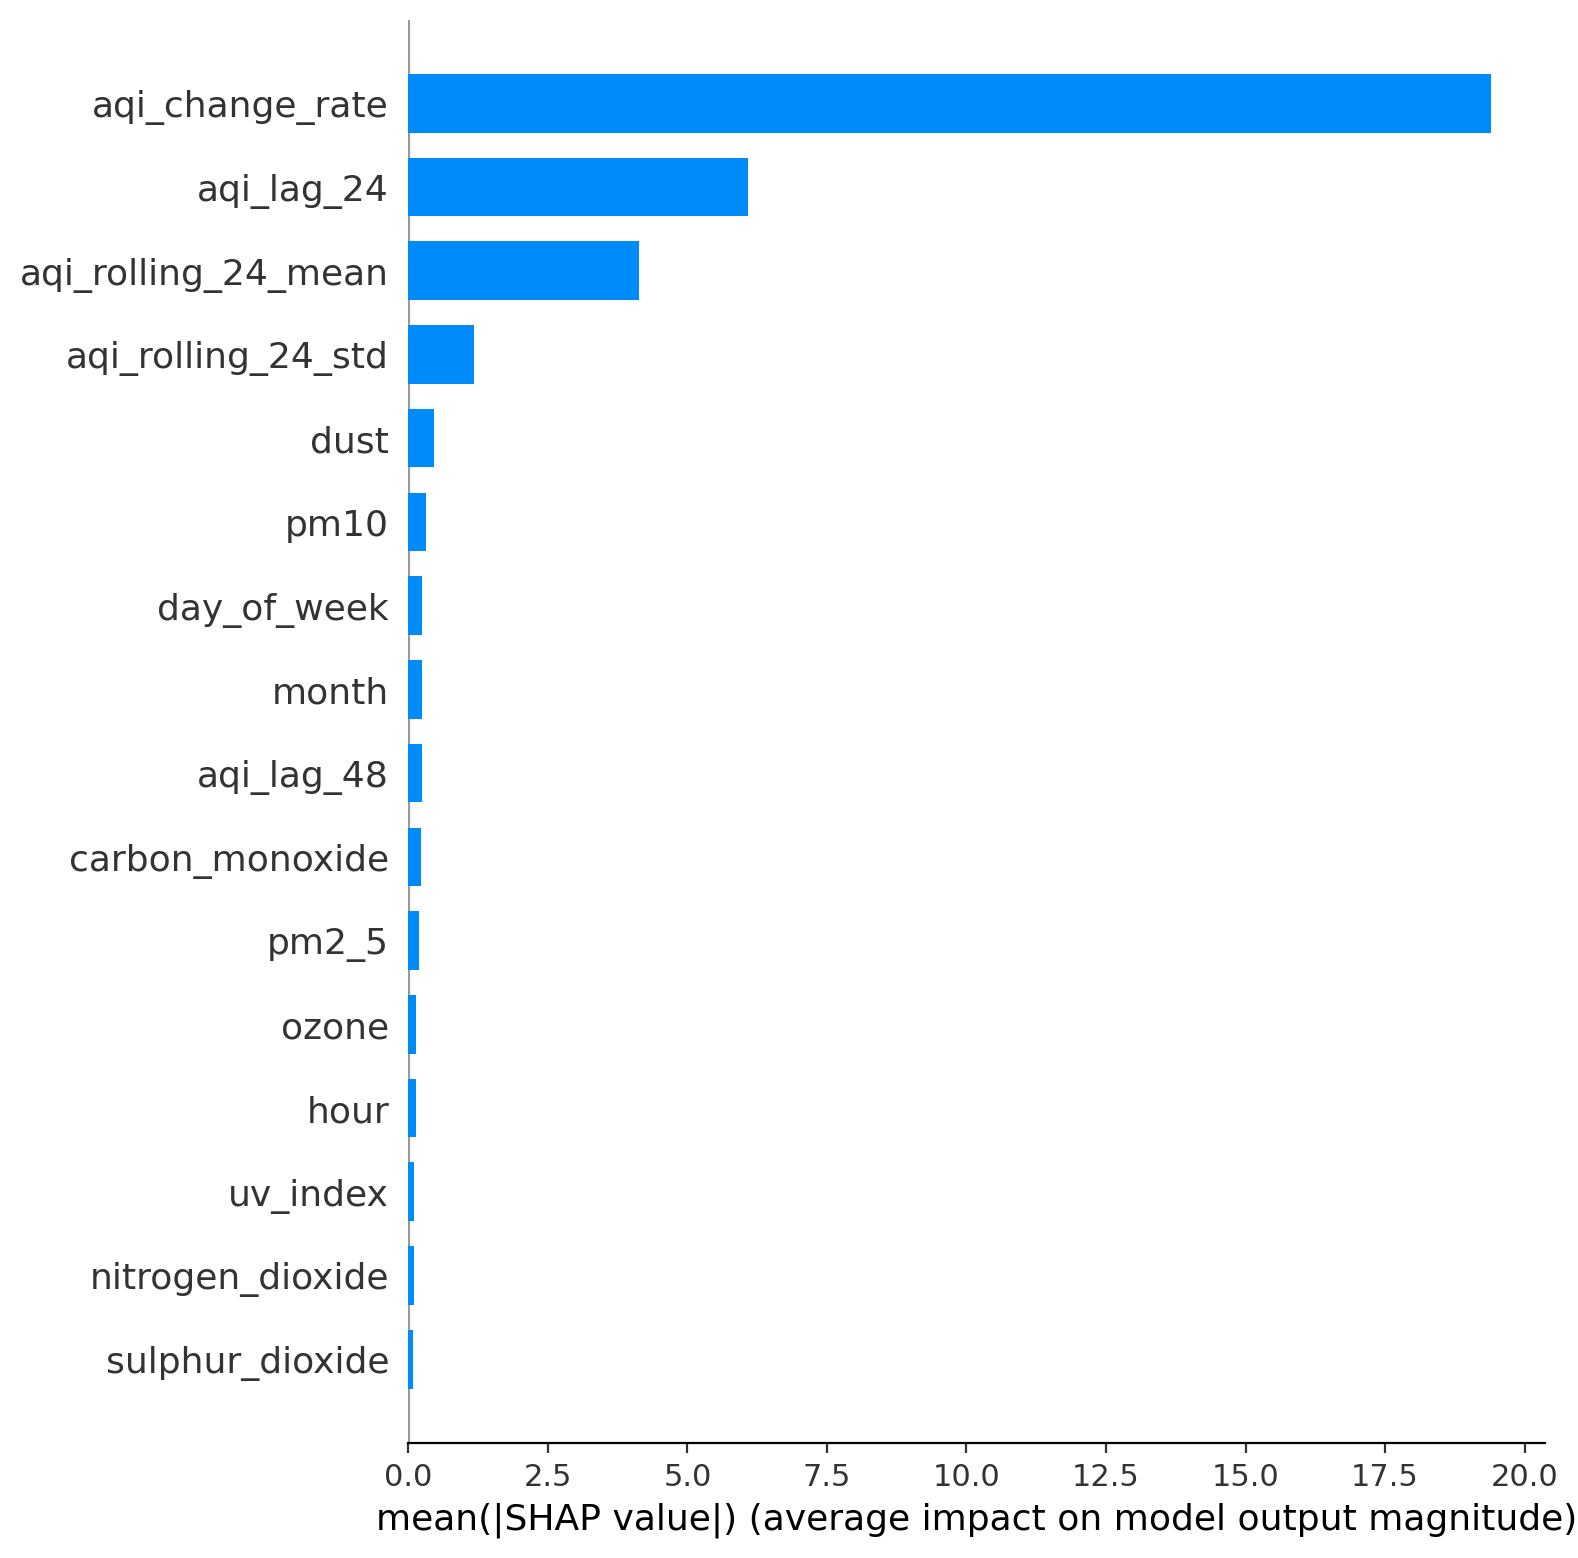 aqi_change_rate
aqi_lag_24
aqi_rolling_24_mean
aqi_rolling_24_std
dust
pm10
day_of_week
month
aqi_lag_48
carbon_monoxide
pm2_5
ozone
hour
uv_index
nitrogen_dioxide
sulphur_dioxide
0.0 2.5 5.0 7.5 10.0 12.5 15.0 17.5 20.0
mean(|SHAP value|) (average impact on model output magnitude)